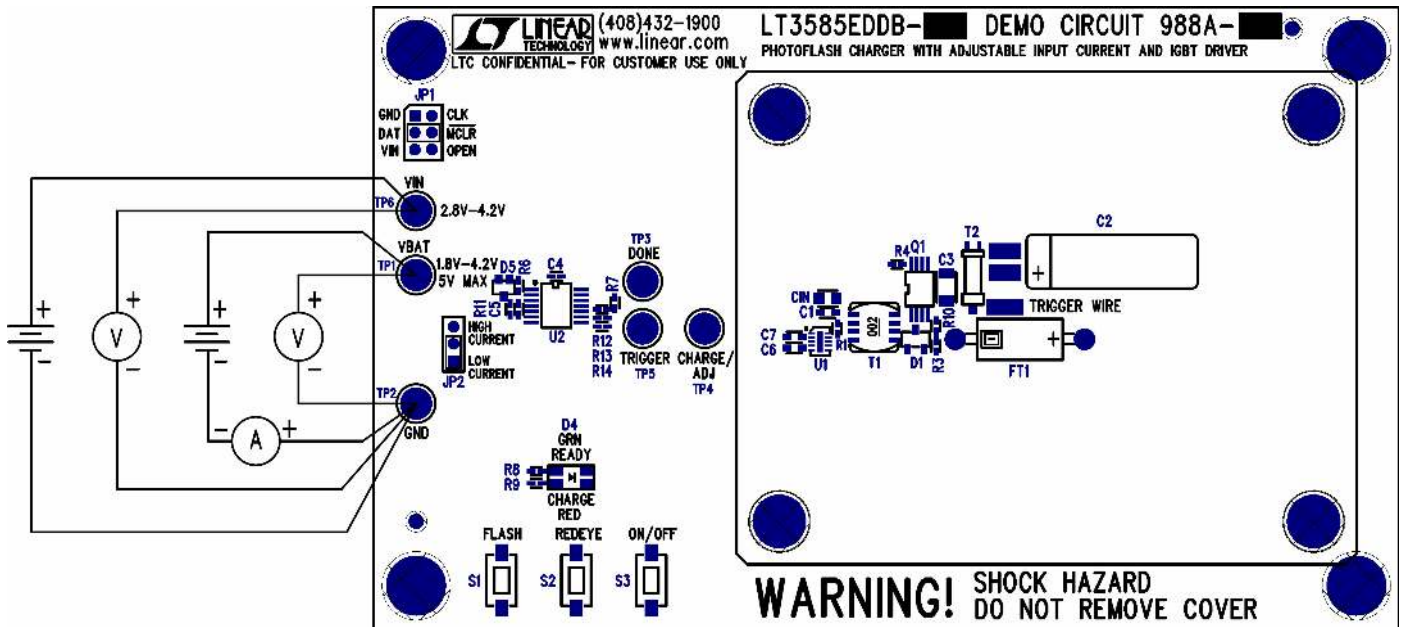 LT LINEAR TECHNOLOGY (408)432-1900
www.linear.com
LTC CONFIDENTIAL-FOR CUSTOMER USE ONLY
LT3585EDDB- DEMO CIRCUIT 988A-
PHOTOFLASH CHARGER WITH ADJUSTABLE INPUT CURRENT AND IGBT DRIVER
JP1
GND CLK
DAT MCLR
VIN OPEN
VIN
TP6 2.8V-4.2V
VBAT
TP1 1.8V-4.2V
5V MAX
D5 R6
C4
R11 C5
U2
R7
R12
R13
R14
TP3
DONE
TRIGGER
TP5
CHARGE/
ADJ
TP4
HIGH
CURRENT
LOW
CURRENT
JP2
TP2
GND
+ + + +
V V
- - - -
- A +
D4
GRN
READY
R8
R9
CHARGE
RED
FLASH REDEYE ON/OFF
S1 S2 S3
C2
T2
+
R4 Q1 C3
TRIGGER WIRE
CIN
C1
002
R10
C7
C6
U1 R1 T1 D1 R3
- +
FT1
WARNING! SHOCK HAZARD
DO NOT REMOVE COVER